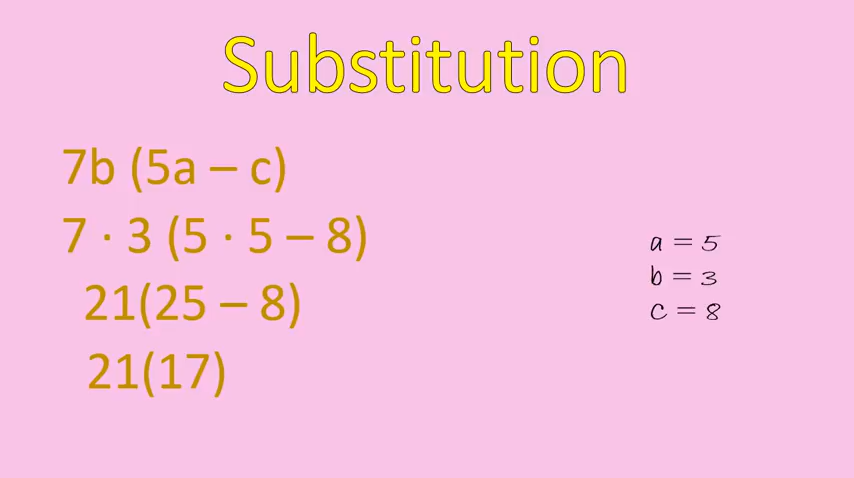 Substitution
7b (5a – c)
7 · 3 (5 · 5 – 8)
21(25 – 8)
21(17)
a = 5
b = 3
c = 8